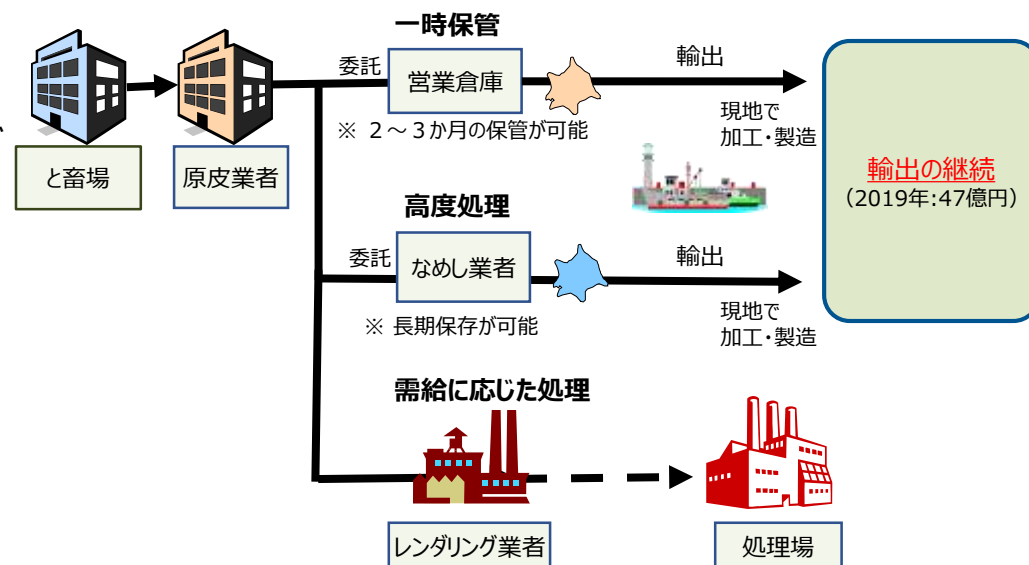 一時保管
委託
営業倉庫
輸出
※ 2～3か月の保管が可能
現地で
加工・製造
と畜場
原皮業者
輸出の継続
（2019年:47億円）
高度処理
委託
なめし業者
輸出
※ 長期保存が可能
現地で
加工・製造
需給に応じた処理
レンダリング業者
処理場